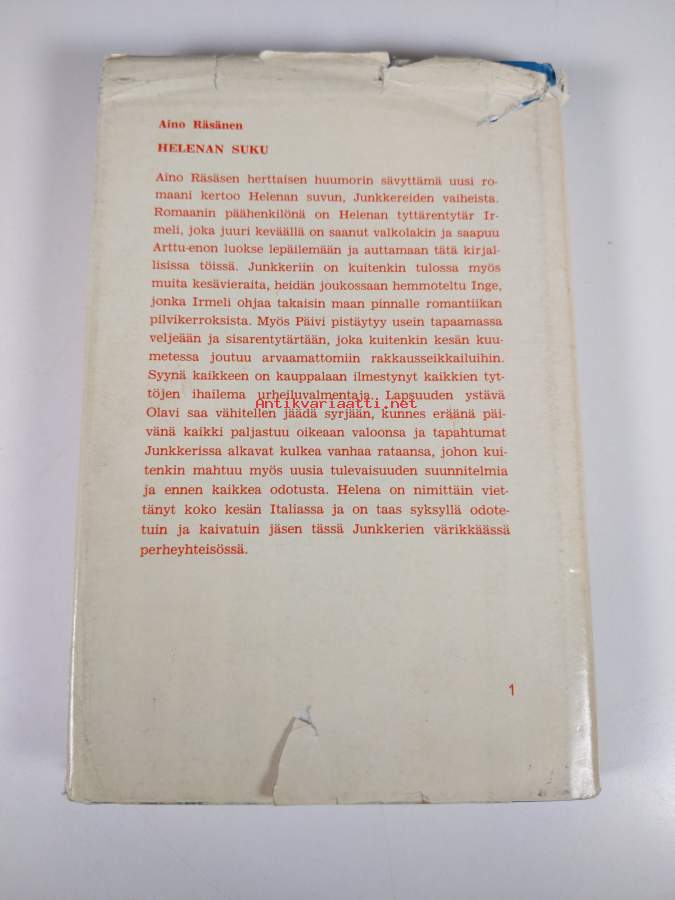 Aino Räsänen
HELENAN SUKU
Aino Räsäsen herttaisen huumorin sävyttämä uusi ro-
maani kertoo Helenan suvun, Junkkereiden vaiheista.
Romaanin päähenkilönä on Helenan tyttärentytär Ir-
meli, joka juuri keväällä on saanut valkolakin ja saapuu
Arttu-enon luokse lepäilemään ja auttamaan tätä kirjal-
lisissa töissä. Junkkeriin on kuitenkin tulossa myös
muita kesävieraita, heidän joukossaan hemmoteltu Inge,
jonka Irmeli ohjaa takaisin maan pinnalle romantiikan
pilvikerroksista. Myös Päivi pistäytyy usein tapaamassa
veljeään ja sisarentytärtään, joka kuitenkin kesän kuu-
metessa joutuu arvaamattomiin rakkausseikkailuihin.
Syynä kaikkeen on kauppalaan ilmestynyt kaikkien tyt-
töjen ihailema urheiluvalmentaja. Lapsuuden ystävä
Antikvariaatti.net
Olavi saa vähitellen jäädä syrjään, kunnes eräänä päi-
vänä kaikki paljastuu oikeaan valoonsa ja tapahtumat
Junkkerissa alkavat kulkea vanhaa rataansa, johon kui-
tenkin mahtuu myös uusia tulevaisuuden suunnitelmia
ja ennen kaikkea odotusta. Helena on nimittäin viet-
tänyt koko kesän Italiassa ja on taas syksyllä odote-
tuin ja kaivatuin jäsen tässä Junkkerien värikkäässä
perheyhteisössä.
1